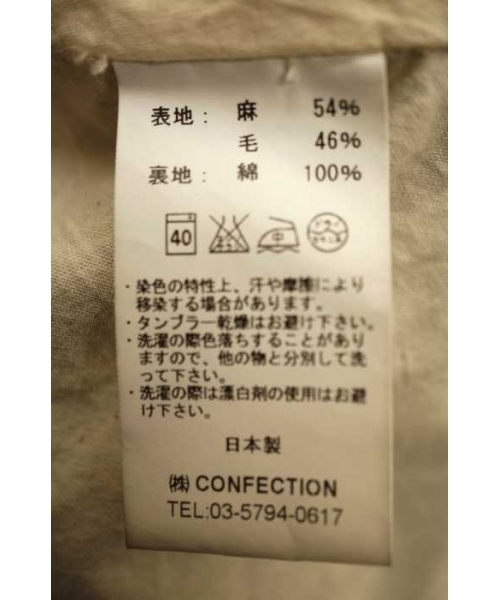 表地： 麻 54%
毛 46%
裏地： 綿 100%
40 中 ドライ
・染色の特性上、汗や摩擦により
移染する場合があります。
・タンブラー乾燥はお避け下さい。
・洗濯の際色落ちすることがあり
ますので、他の物と分別して洗
って下さい。
・洗濯の際は漂白剤の使用はお避
け下さい。
日本製
㈱ CONFECTION
TEL:03-5794-0617